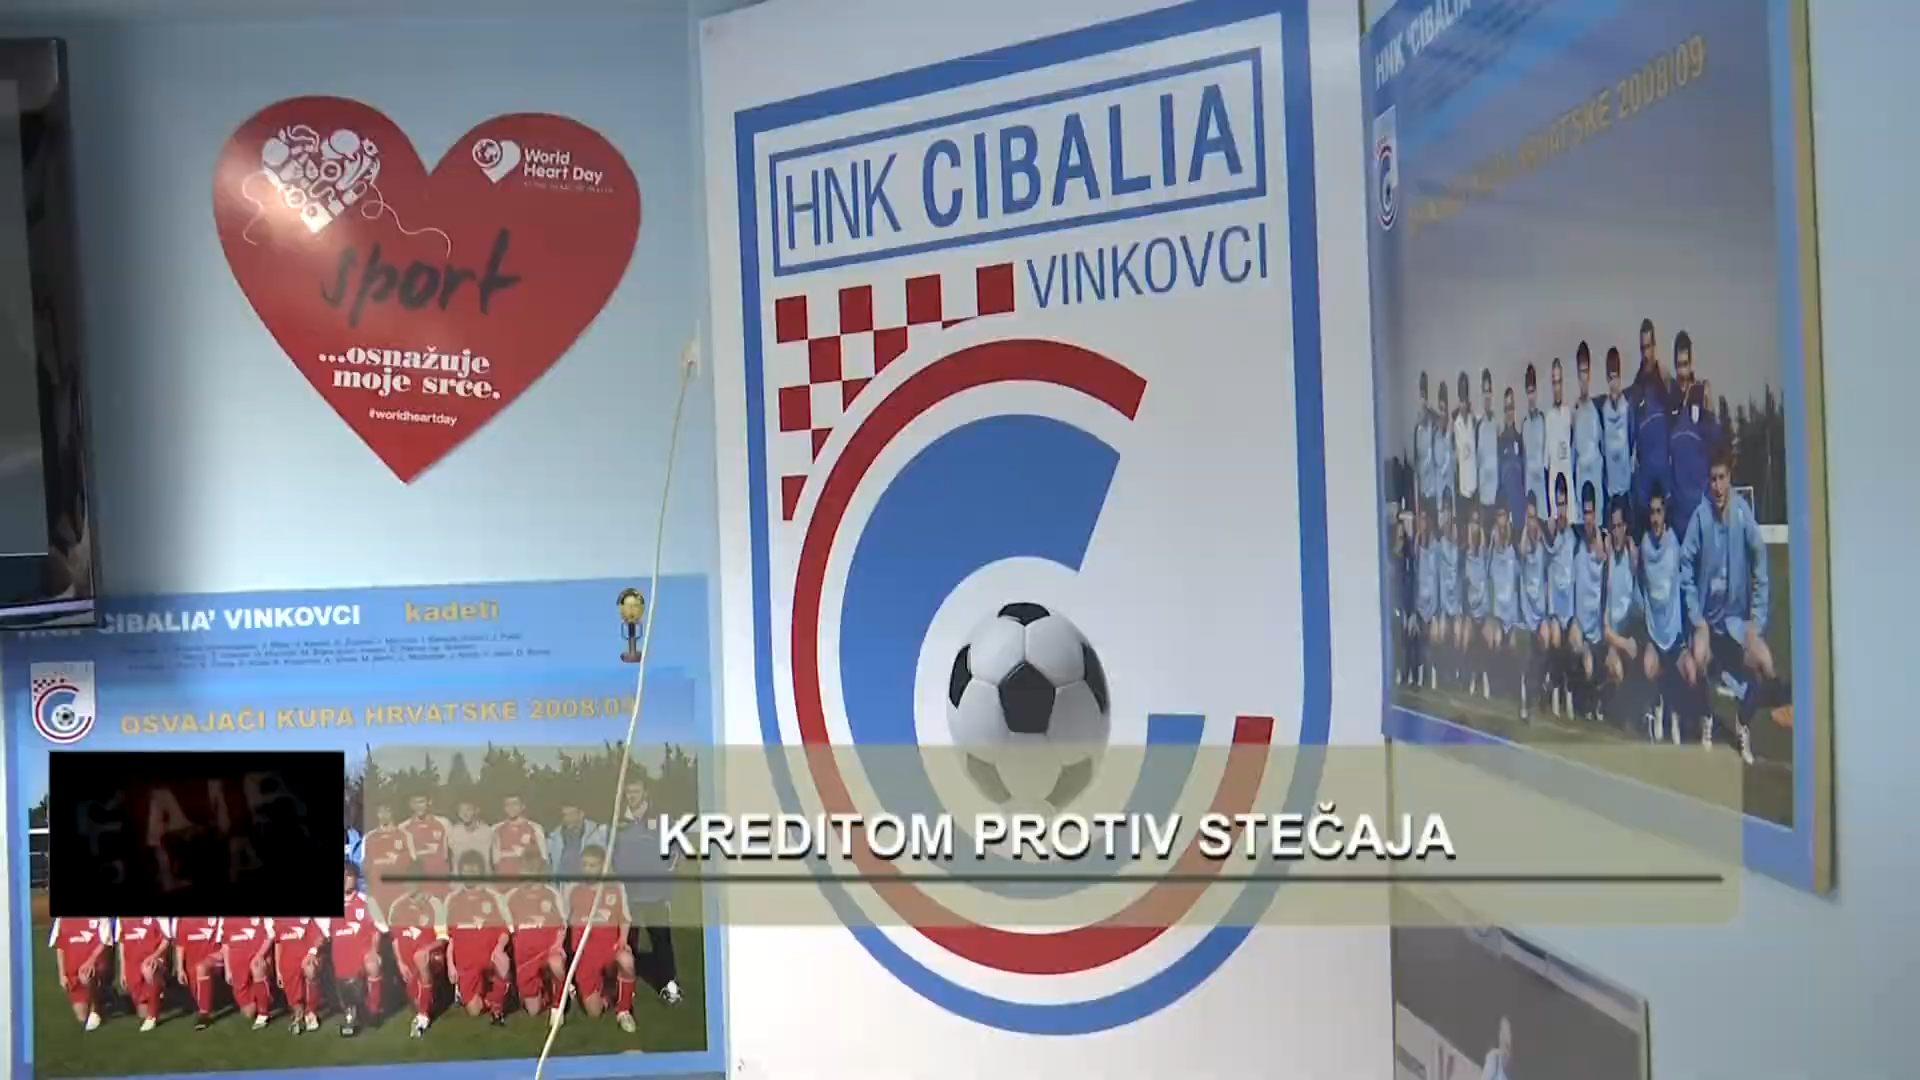 World
Heart Day
sport
...osnažuje
moje srce.
#worldheartday
HNK CIBALIA
VINKOVCI
HNK 'CIBALIA
HRVATSKE 2008/09
'CIBALIA' VINKOVCI kadeti
OSVAJAČI KUPA HRVATSKE 2008/09
FAIR
KREDITOM PROTIV STEČAJA